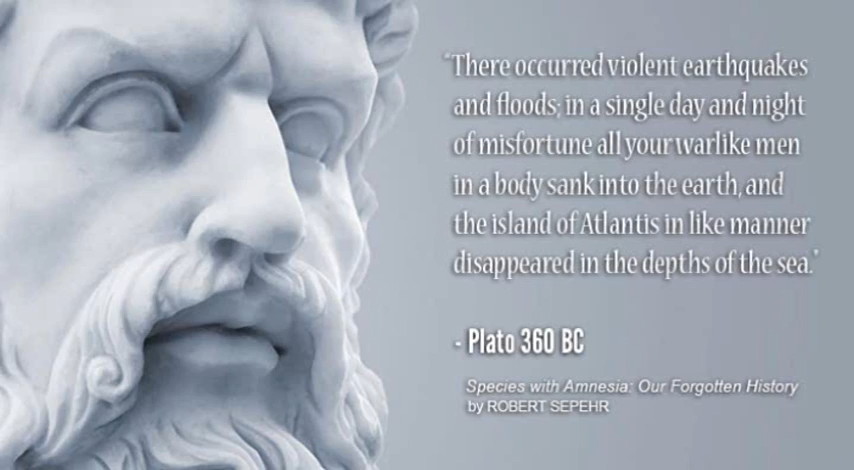 "There occurred violent earthquakes
and floods; in a single day and night
of misfortune all your warlike men
in a body sank into the earth, and
the island of Atlantis in like manner
disappeared in the depths of the sea."
- Plato 360 BC
Species with Amnesia: Our Forgotten History
by ROBERT SEPEHR